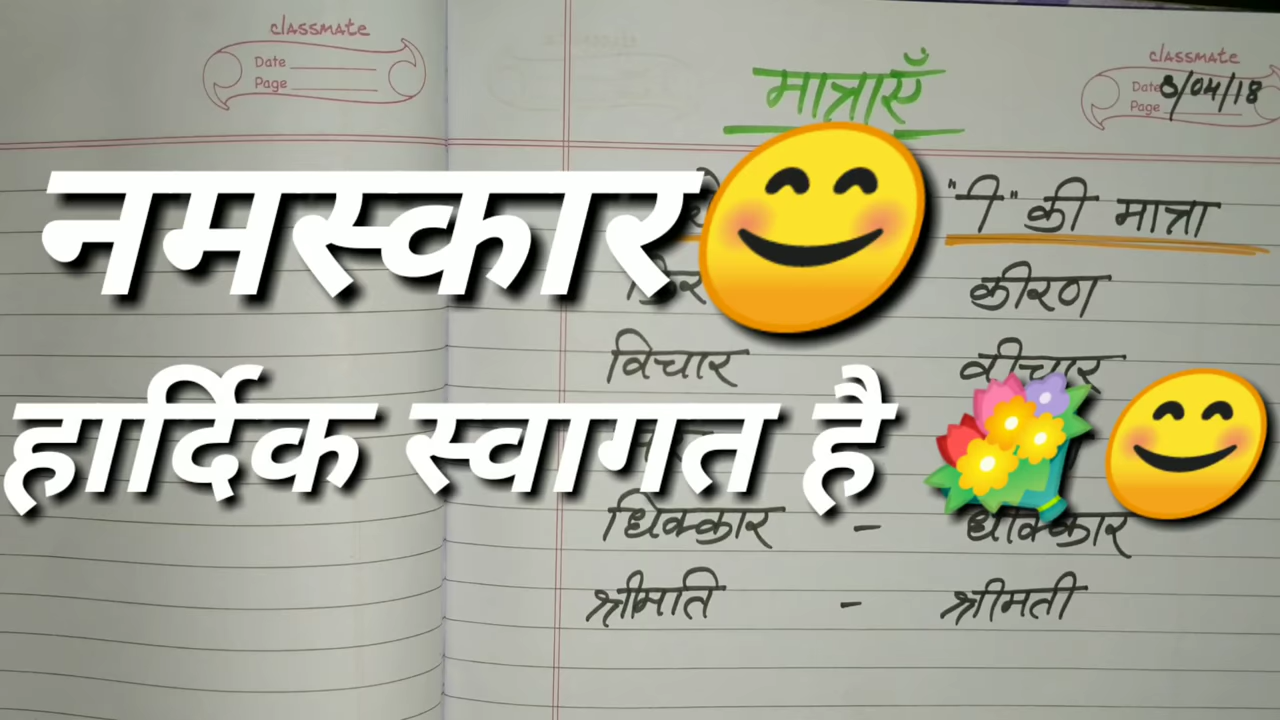 classmate
Date
Page
classmate
Date 8/04/18
Page
मात्राएँ
"ी" की मात्रा
नमस्कार
कीरण
विचार वीचार
हार्दिक स्वागत है
धिक्कार - धीक्कार
श्रीमति - श्रीमती